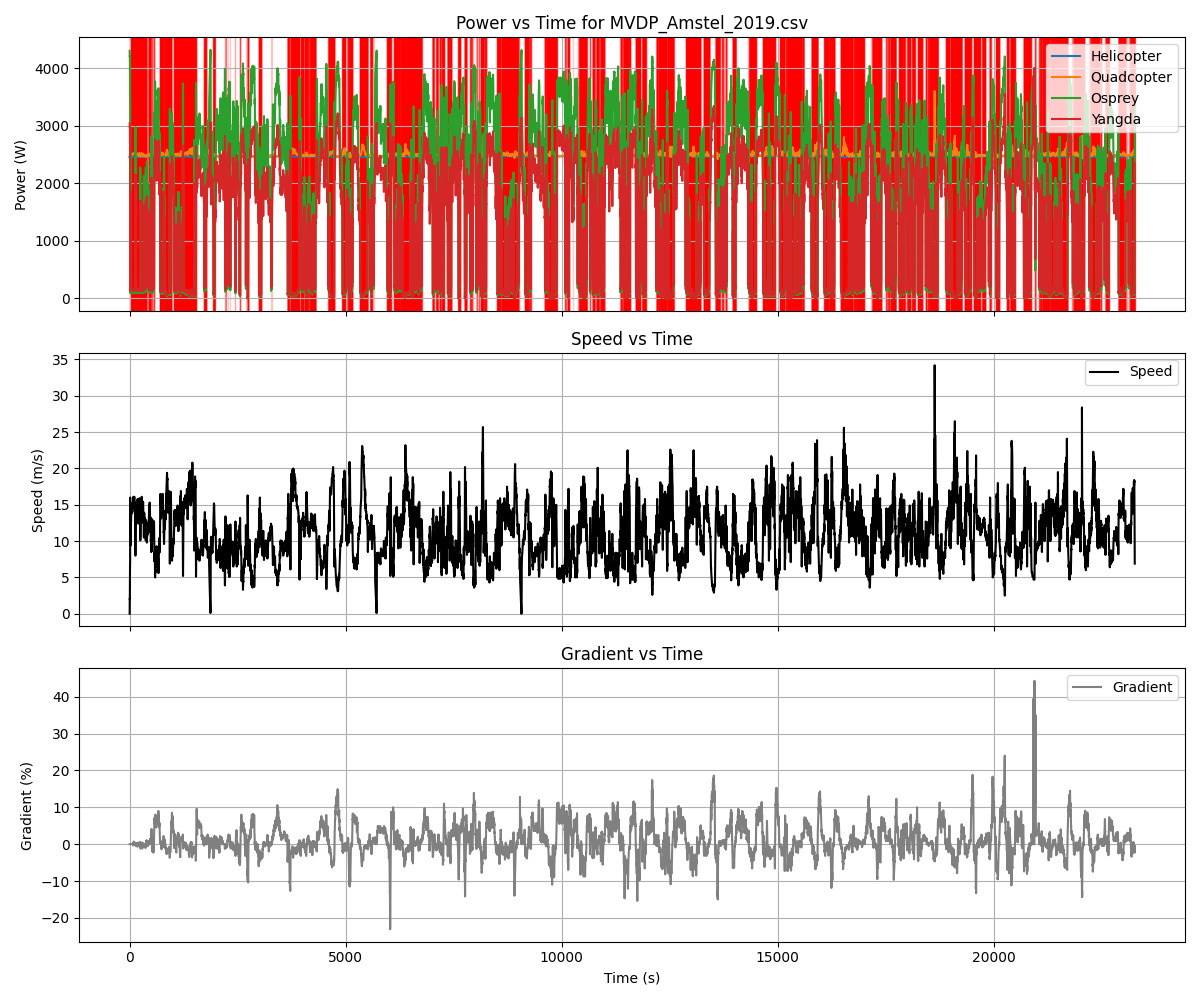 Power vs Time for MVDP_Amstel_2019.csv
Power (W)
4000
3000
2000
1000
0
Helicopter
Quadcopter
Osprey
Yangda
Speed vs Time
Speed (m/s)
35
30
25
20
15
10
5
0
Speed
Gradient vs Time
Gradient (%)
40
30
20
10
0
−10
−20
Gradient
0 5000 10000 15000 20000
Time (s)